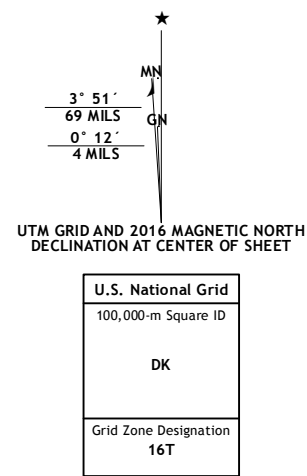 ★
MN
3° 51´
69 MILS
GN
0° 12´
4 MILS
UTM GRID AND 2016 MAGNETIC NORTH
DECLINATION AT CENTER OF SHEET
U.S. National Grid
100,000-m Square ID
DK
Grid Zone Designation
16T